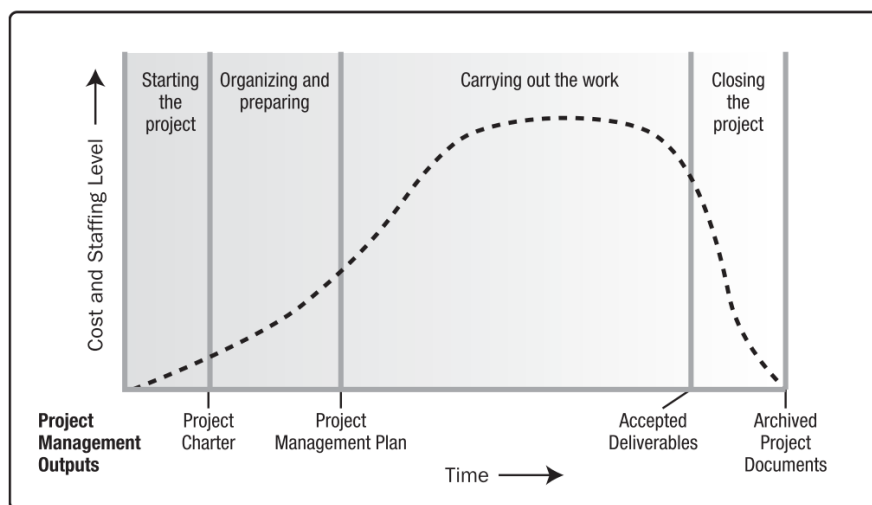 Starting
the
project
Organizing and
preparing
Carrying out the work
Closing
the
project
Cost and Staffing Level
Project
Management
Outputs
Project
Charter
Project
Management Plan
Accepted
Deliverables
Archived
Project
Documents
Time